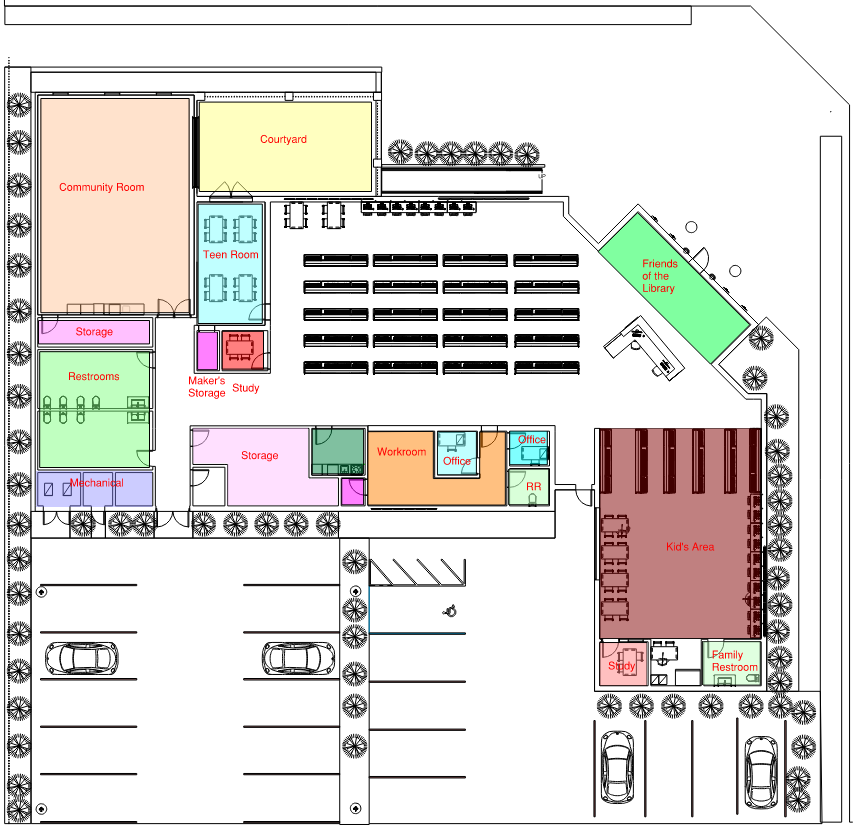 Courtyard
Community Room
UP
Teen Room
Friends
of the
Library
Storage
Restrooms
Maker's
Storage
Study
Storage
Workroom
Office
Office
Mechanical
RR
Kid's Area
Study
Family
Restroom